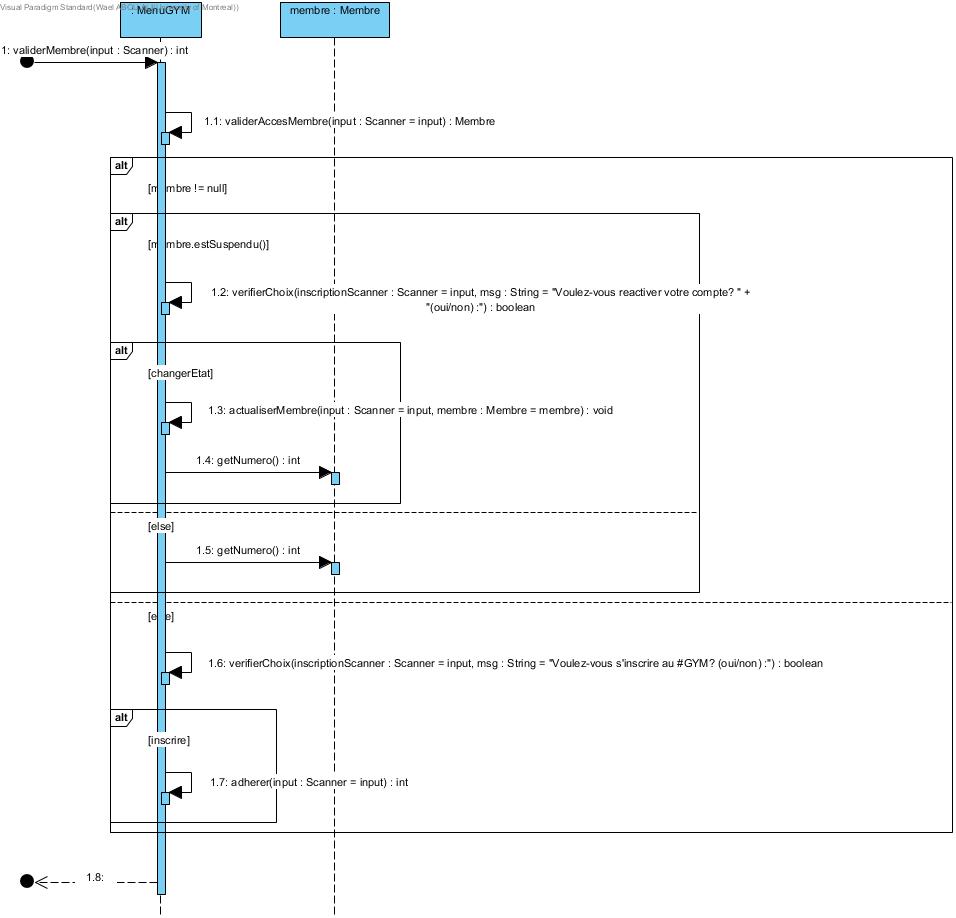 Visual Paradigm Standard(Wael
Montreal))
: MenuGYM
membre : Membre
1: validerMembre(input : Scanner) : int
1.1: validerAccesMembre(input : Scanner = input) : Membre
alt
[membre != null]
alt
[membre.estSuspendu()]
1.2: verifierChoix(inscriptionScanner : Scanner = input, msg : String = "Voulez-vous reactiver votre compte? " +
"(oui/non) :") : boolean
alt
[changerEtat]
1.3: actualiserMembre(input : Scanner = input, membre : Membre = membre) : void
1.4: getNumero() : int
[else]
1.5: getNumero() : int
[else]
1.6: verifierChoix(inscriptionScanner : Scanner = input, msg : String = "Voulez-vous s'inscrire au #GYM? (oui/non) :") : boolean
alt
[inscrire]
1.7: adherer(input : Scanner = input) : int
1.8: